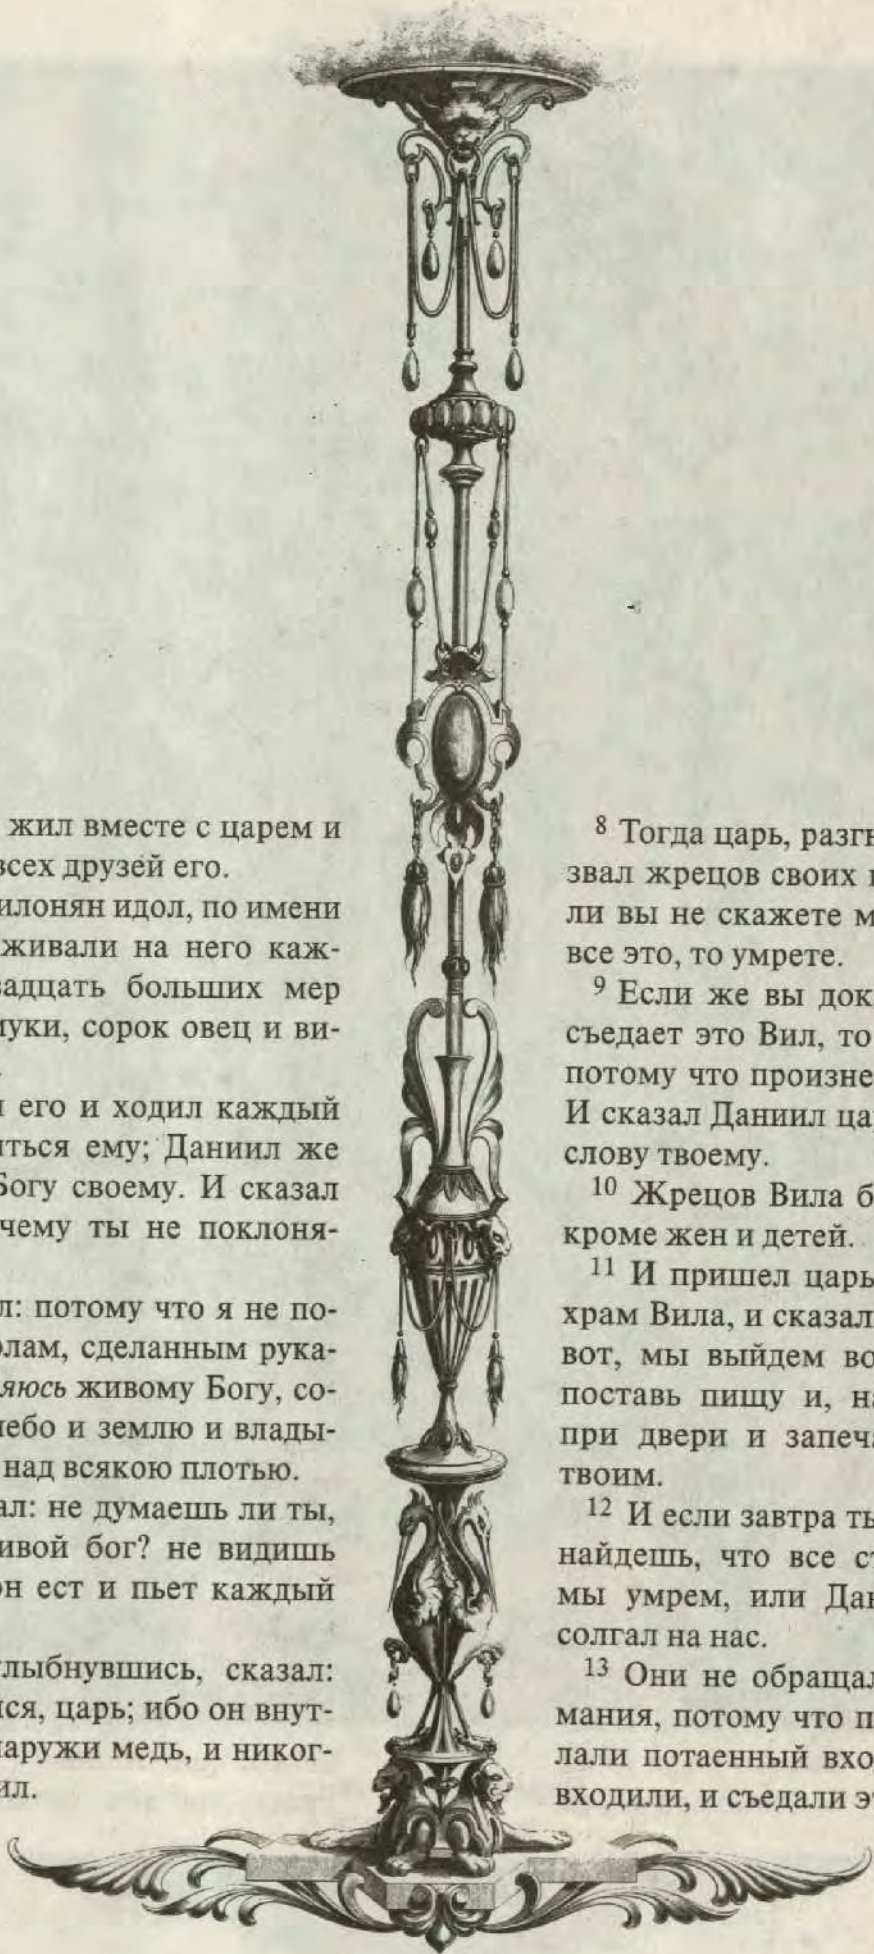 жил вместе с царем и
всех друзей его.
илонян идол, по имени
живали на него каж-
адцать больших мер
муки, сорок овец и ви-
и его и ходил каждый
иться ему; Даниил же
Богу своему. И сказал
чему ты не поклоня-
л: потому что я не по-
олам, сделанным рука-
яюсь живому Богу, со-
небо и землю и влады-
над всякою плотью.
ал: не думаешь ли ты,
ивой бог? не видишь
он ест и пьет каждый
улыбнувшись, сказал:
йся, царь; ибо он внут-
наружи медь, и никог-
ил.
8 Тогда царь, разгн
звал жрецов своих и
ли вы не скажете м
все это, то умрете.
9 Если же вы док
съедает это Вил, то
потому что произне
И сказал Даниил ца
слову твоему.
10 Жрецов Вила б
кроме жен и детей.
11 И пришел царь
храм Вила, и сказал
вот, мы выйдем во
поставь пищу и, на
при двери и запеча
твоим.
12 И если завтра ты
найдешь, что все с
мы умрем, или Дан
солгал на нас.
13 Они не обращал
мания, потому что п
лали потаенный вхо
входили, и съедали э